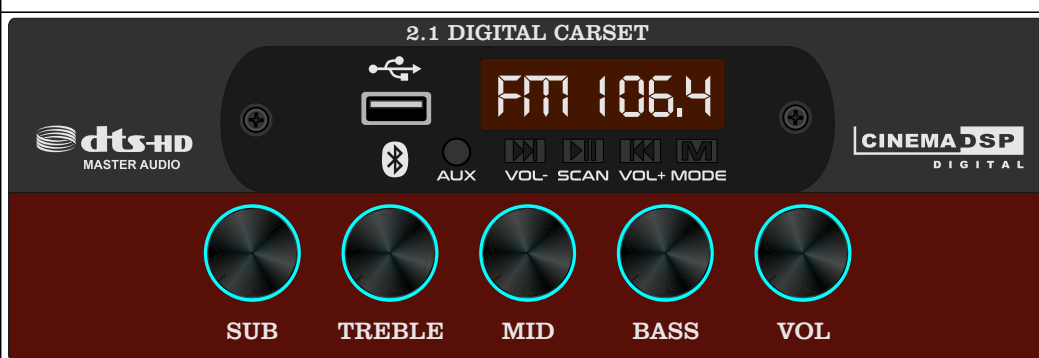 2.1 DIGITAL CARSET
FM 106.4
dts-HD
MASTER AUDIO
CINEMA DSP
DIGITAL
AUX
VOL- SCAN VOL+ MODE
M
SUB TREBLE MID BASS VOL